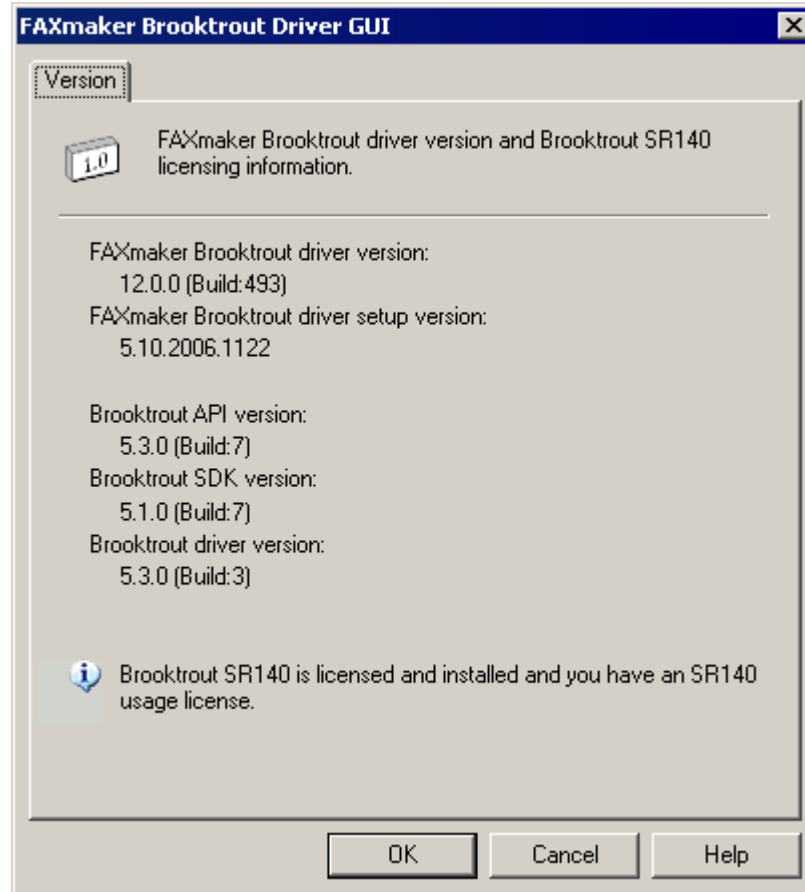 FAXmaker Brooktrout Driver GUI
Version
1.0
FAXmaker Brooktrout driver version and Brooktrout SR140
licensing information.
FAXmaker Brooktrout driver version:
12.0.0 (Build:493)
FAXmaker Brooktrout driver setup version:
5.10.2006.1122
Brooktrout API version:
5.3.0 (Build:7)
Brooktrout SDK version:
5.1.0 (Build:7)
Brooktrout driver version:
5.3.0 (Build:3)
Brooktrout SR140 is licensed and installed and you have an SR140
usage license.
OK
Cancel
Help